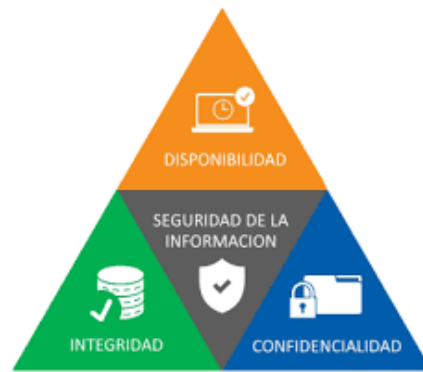 DISPONIBILIDAD
SEGURIDAD DE LA
INFORMACION
INTEGRIDAD
CONFIDENCIALIDAD